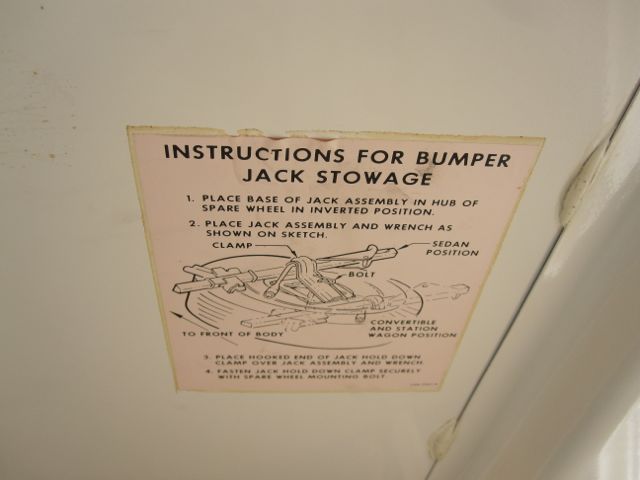 INSTRUCTIONS FOR BUMPER
JACK STOWAGE
1. PLACE BASE OF JACK ASSEMBLY IN HUB OF
SPARE WHEEL IN INVERTED POSITION.
2. PLACE JACK ASSEMBLY AND WRENCH AS
SHOWN ON SKETCH.
CLAMP
SEDAN
POSITION
BOLT
TO FRONT OF BODY
CONVERTIBLE
AND STATION
WAGON POSITION
3. PLACE HOOKED END OF JACK HOLD DOWN
CLAMP OVER JACK ASSEMBLY AND WRENCH.
4. FASTEN JACK HOLD DOWN CLAMP SECURELY
WITH SPARE WHEEL MOUNTING BOLT.